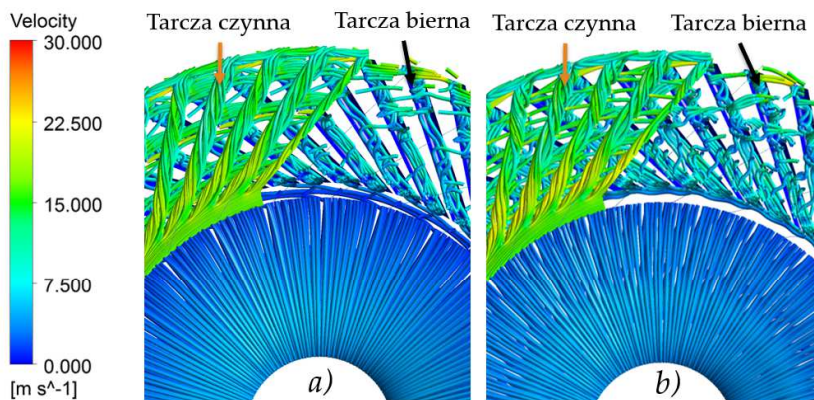 Velocity
30.000
22.500
15.000
7.500
0.000
[m s^-1]
Tarcza czynna
Tarcza bierna
a)
Tarcza czynna
Tarcza bierna
b)